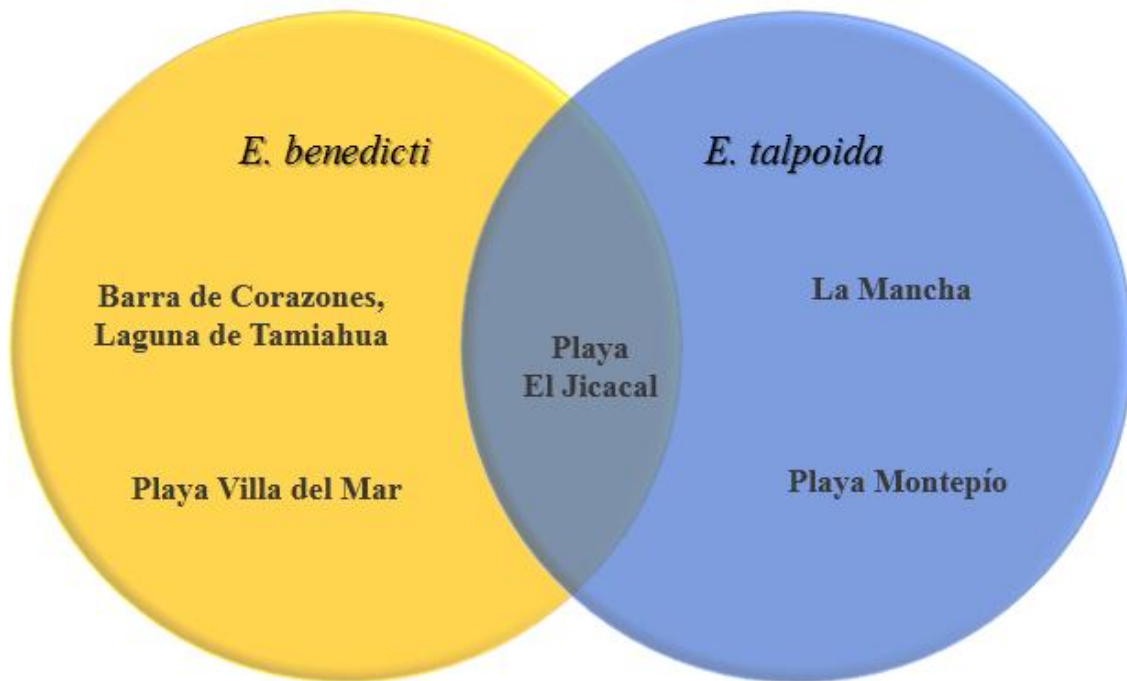 E. benedicti
E. talpoida
Barra de Corazones,
Laguna de Tamiahua
La Mancha
Playa
El Jicacal
Playa Villa del Mar
Playa Montepío